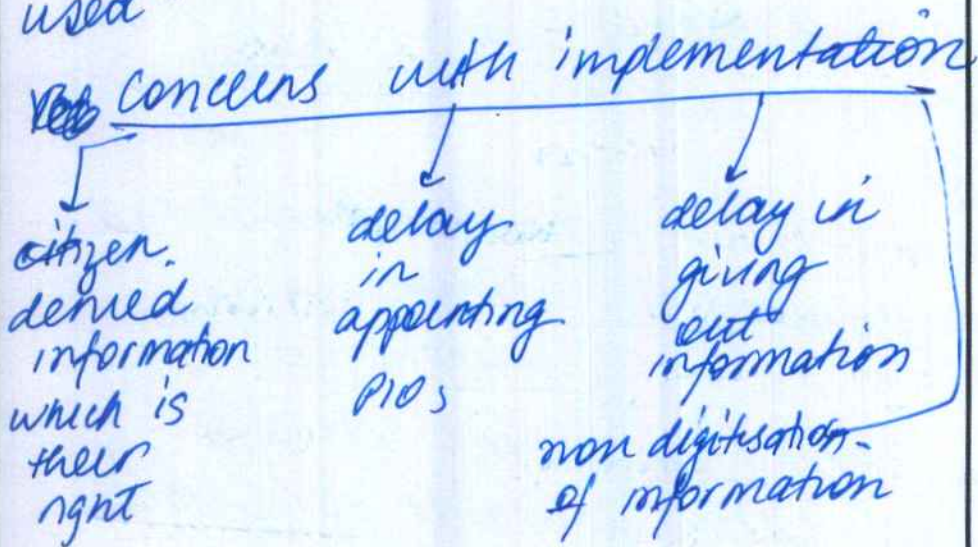 used
Concerns with implementation
citizen.
denied
information
which is
their
right
delay
in
appointing
PIOs
delay in
giving
out
information
non digitisation
of information